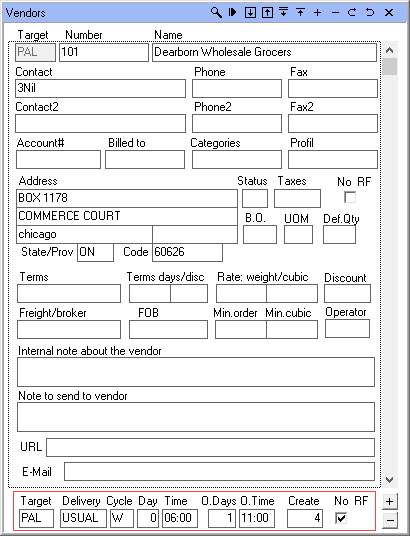 Vendors
Target Number Name
PAL 101 Dearborn Wholesale Grocers
Contact Phone Fax
3Nil
Contact2 Phone2 Fax2
Account# Billed to Categories Profil
Address Status Taxes No RF
BOX 1178
COMMERCE COURT B.O. UOM Def.Qty
chicago
State/Prov ON Code 60626
Terms Terms days/disc Rate: weight/cubic Discount
Freight/broker FOB Min.order Min.cubic Operator
Internal note about the vendor
Note to send to vendor
URL
E-Mail
Target Delivery Cycle Day Time O.Days O.Time Create No RF
PAL USUAL W 0 06:00 1 11:00 4